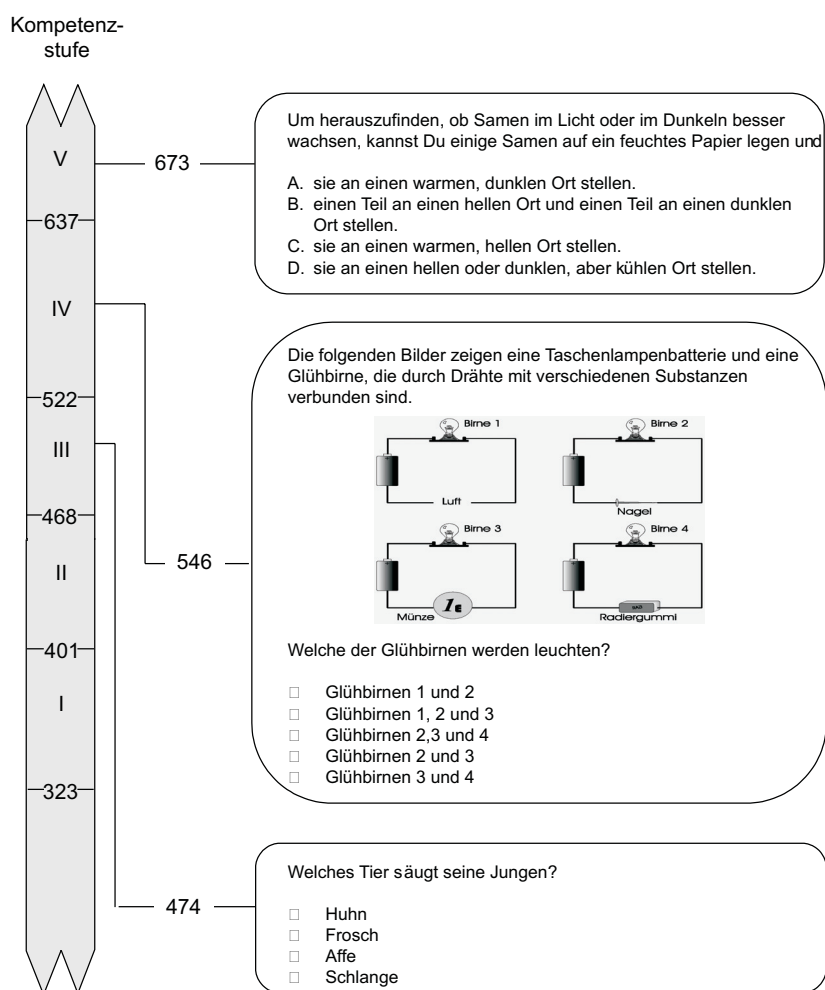 Kompetenz-
stufe
V
673
637
IV
522
III
468
II
546
401
I
323
474
Um herauszufinden, ob Samen im Licht oder im Dunkeln besser
wachsen, kannst Du einige Samen auf ein feuchtes Papier legen und
A. sie an einen warmen, dunklen Ort stellen.
B. einen Teil an einen hellen Ort und einen Teil an einen dunklen
Ort stellen.
C. sie an einen warmen, hellen Ort stellen.
D. sie an einen hellen oder dunklen, aber kühlen Ort stellen.
Die folgenden Bilder zeigen eine Taschenlampenbatterie und eine
Glühbirne, die durch Drähte mit verschiedenen Substanzen
verbunden sind.
Birne 1
Birne 2
Luft
Nagel
Birne 3
Birne 4
1E
Münze
Radiergummi
Welche der Glühbirnen werden leuchten?
Glühbirnen 1 und 2
Glühbirnen 1, 2 und 3
Glühbirnen 2,3 und 4
Glühbirnen 2 und 3
Glühbirnen 3 und 4
Welches Tier säugt seine Jungen?
Huhn
Frosch
Affe
Schlange